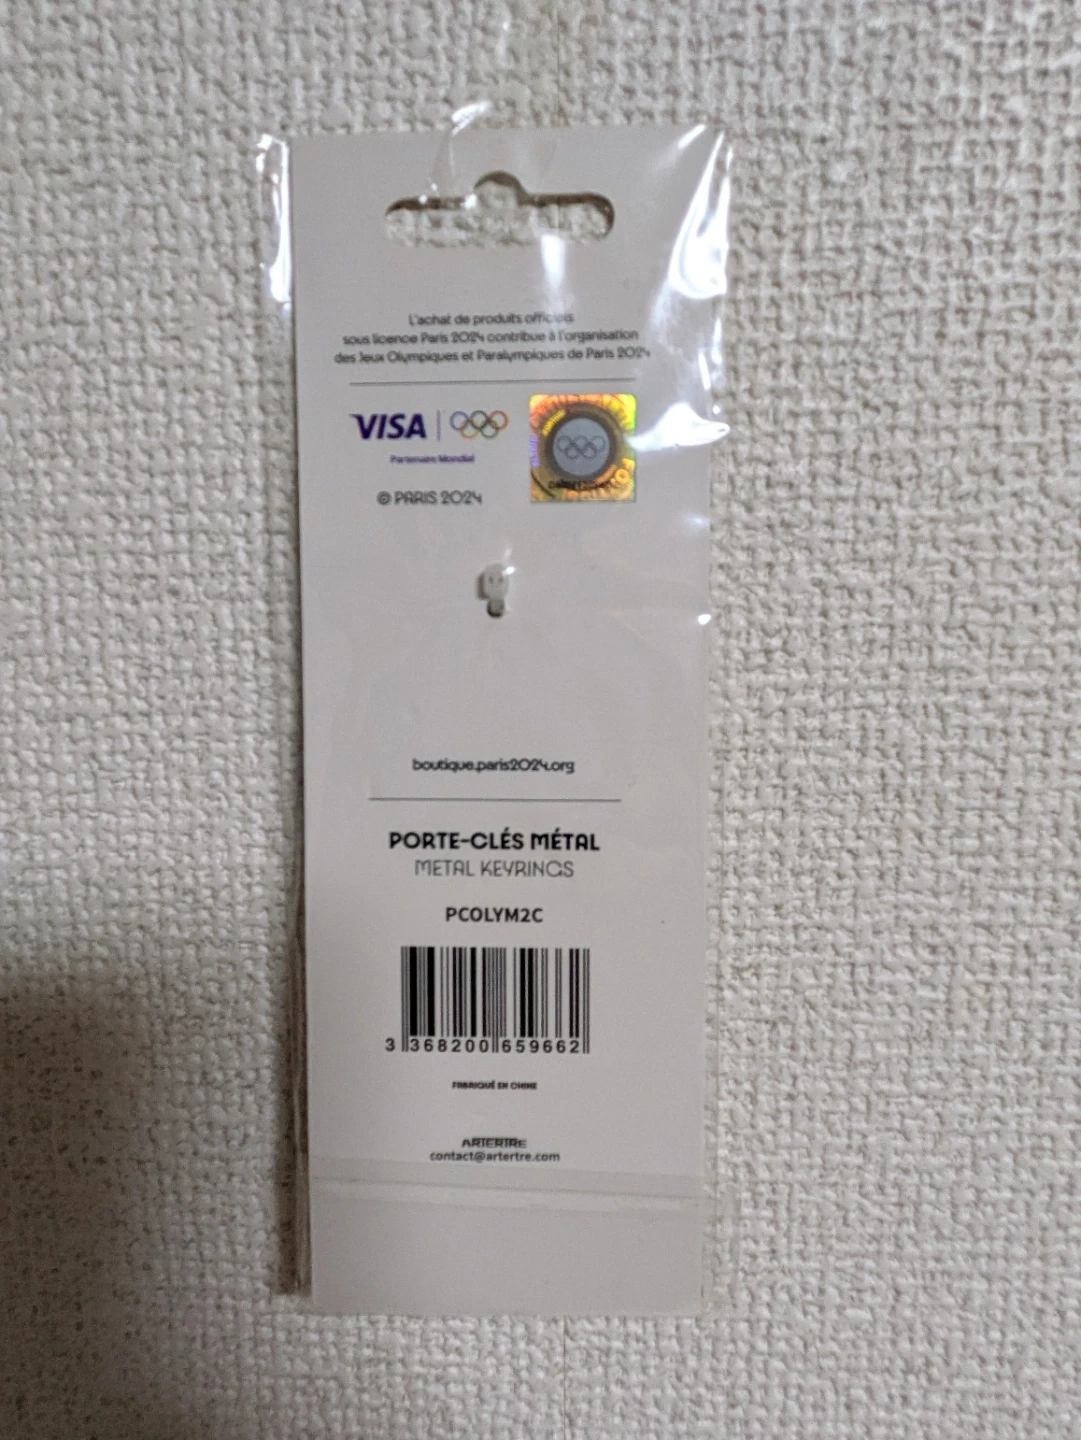 L'achat de produits officiels
sous licence Paris 2024 contribue à l'organisation
des Jeux Olympiques et Paralympiques de Paris 2024
VISA
Partenaire Mondial
© PARIS 2024
boutique.paris2024.org
PORTE-CLÉS MÉTAL
METAL KEYRINGS
PCOLYM2C
3 368200 659662
FABRIQUÉ EN CHINE
ARTERTRE
contact@artertre.com